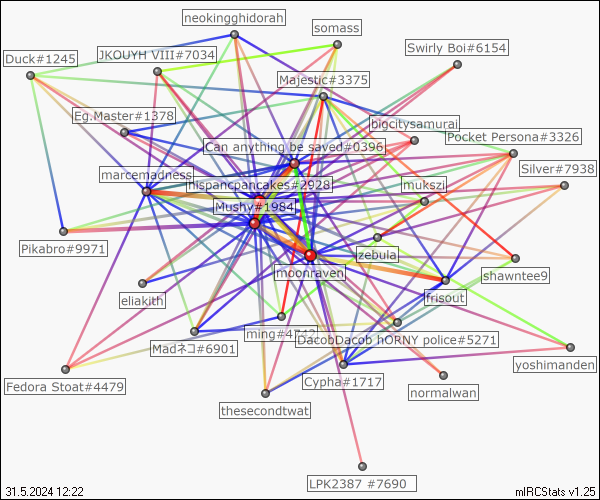 neokingghidorah
somass
Swirly Boi#6154
Duck#1245
JKOUYH VIII#7034
Majestic#3375
Eg.Master#1378
bigcitysamurai
Pocket Persona#3326
Can anything be saved#0396
marcemadness
Silver#7938
hispancpancakes#2928
mukszi
Mushy#1984
Pikabro#9971
zebula
moonraven
Shawntee9
eliakith
frisout
ming#4712
DacobDacob hORNY police#5271
Madネコ#6901
yoshimanden
Fedora Stoat#4479
Cypha#1717
normalwan
thesecondtwat
LPK2387 #7690
31.5.2024 12:22
mIRCStats v1.25